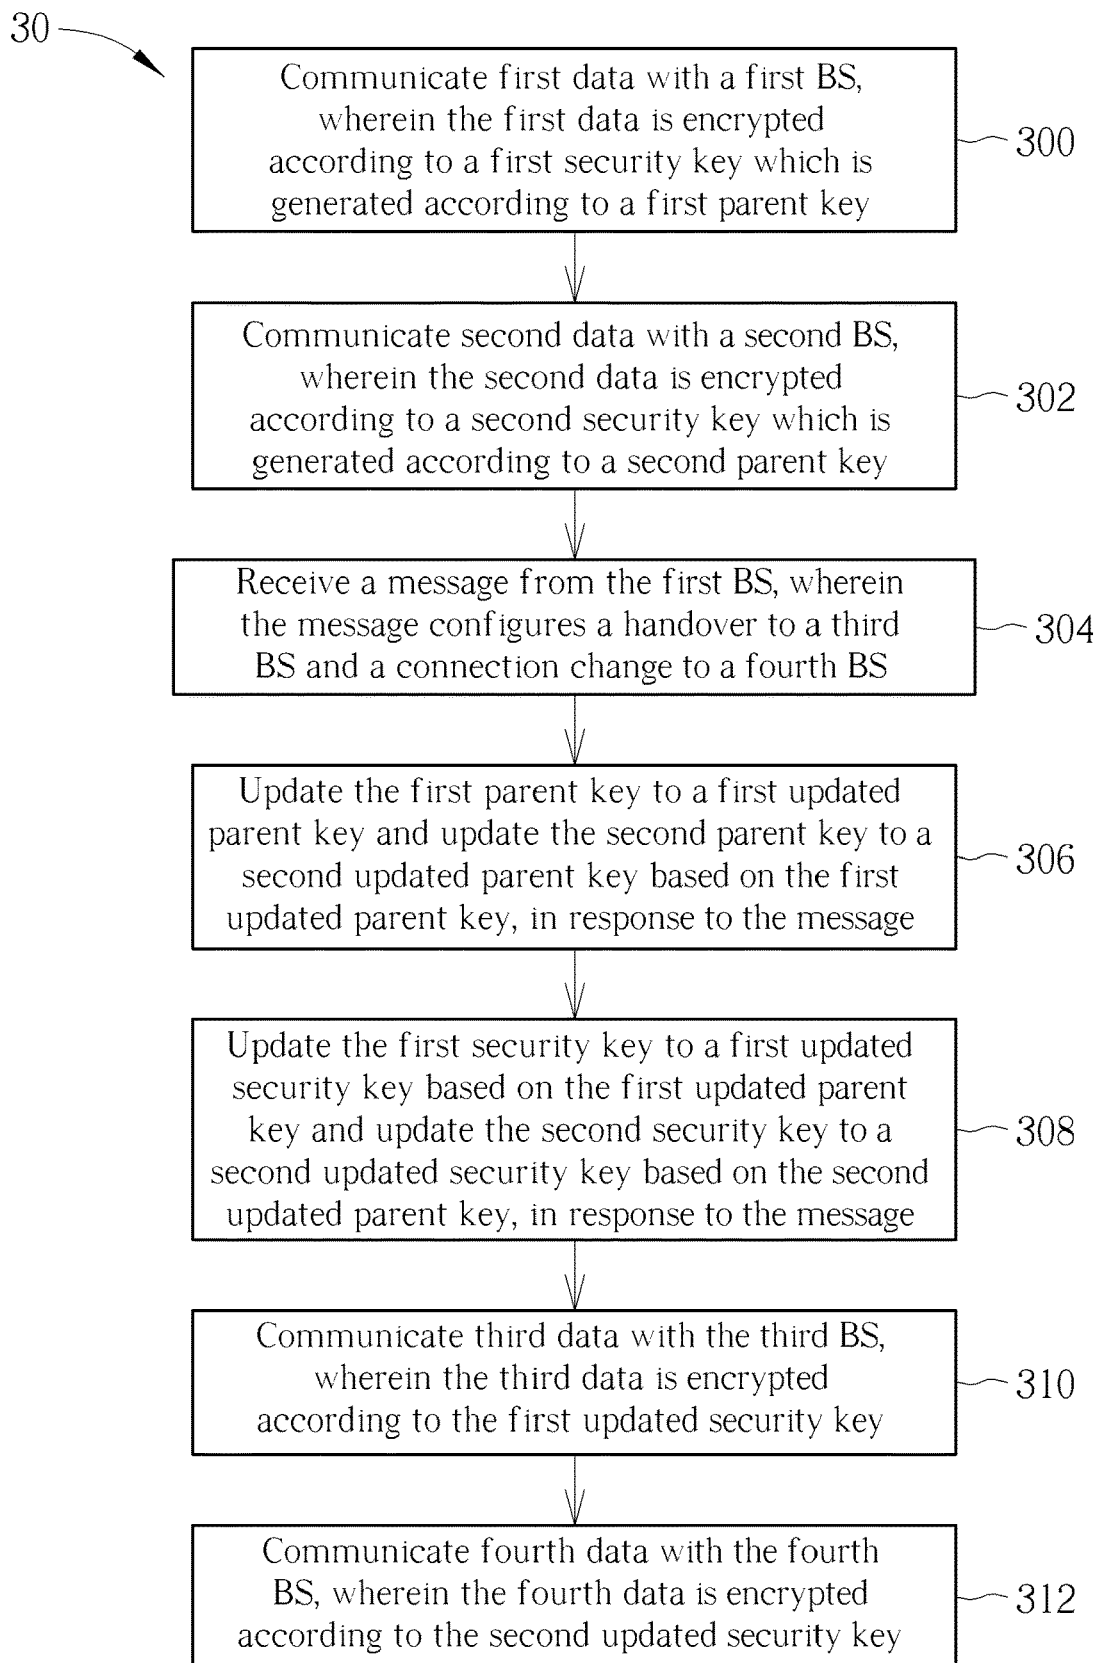 30
Communicate first data with a first BS,
wherein the first data is encrypted
according to a first security key which is
generated according to a first parent key
300
Communicate second data with a second BS,
wherein the second data is encrypted
according to a second security key which is
generated according to a second parent key
302
Receive a message from the first BS, wherein
the message configures a handover to a third
BS and a connection change to a fourth BS
304
Update the first parent key to a first updated
parent key and update the second parent key to a
second updated parent key based on the first
updated parent key, in response to the message
306
Update the first security key to a first updated
security key based on the first updated parent
key and update the second security key to a
second updated security key based on the second
updated parent key, in response to the message
308
Communicate third data with the third BS,
wherein the third data is encrypted
according to the first updated security key
310
Communicate fourth data with the fourth
BS, wherein the fourth data is encrypted
according to the second updated security key
312